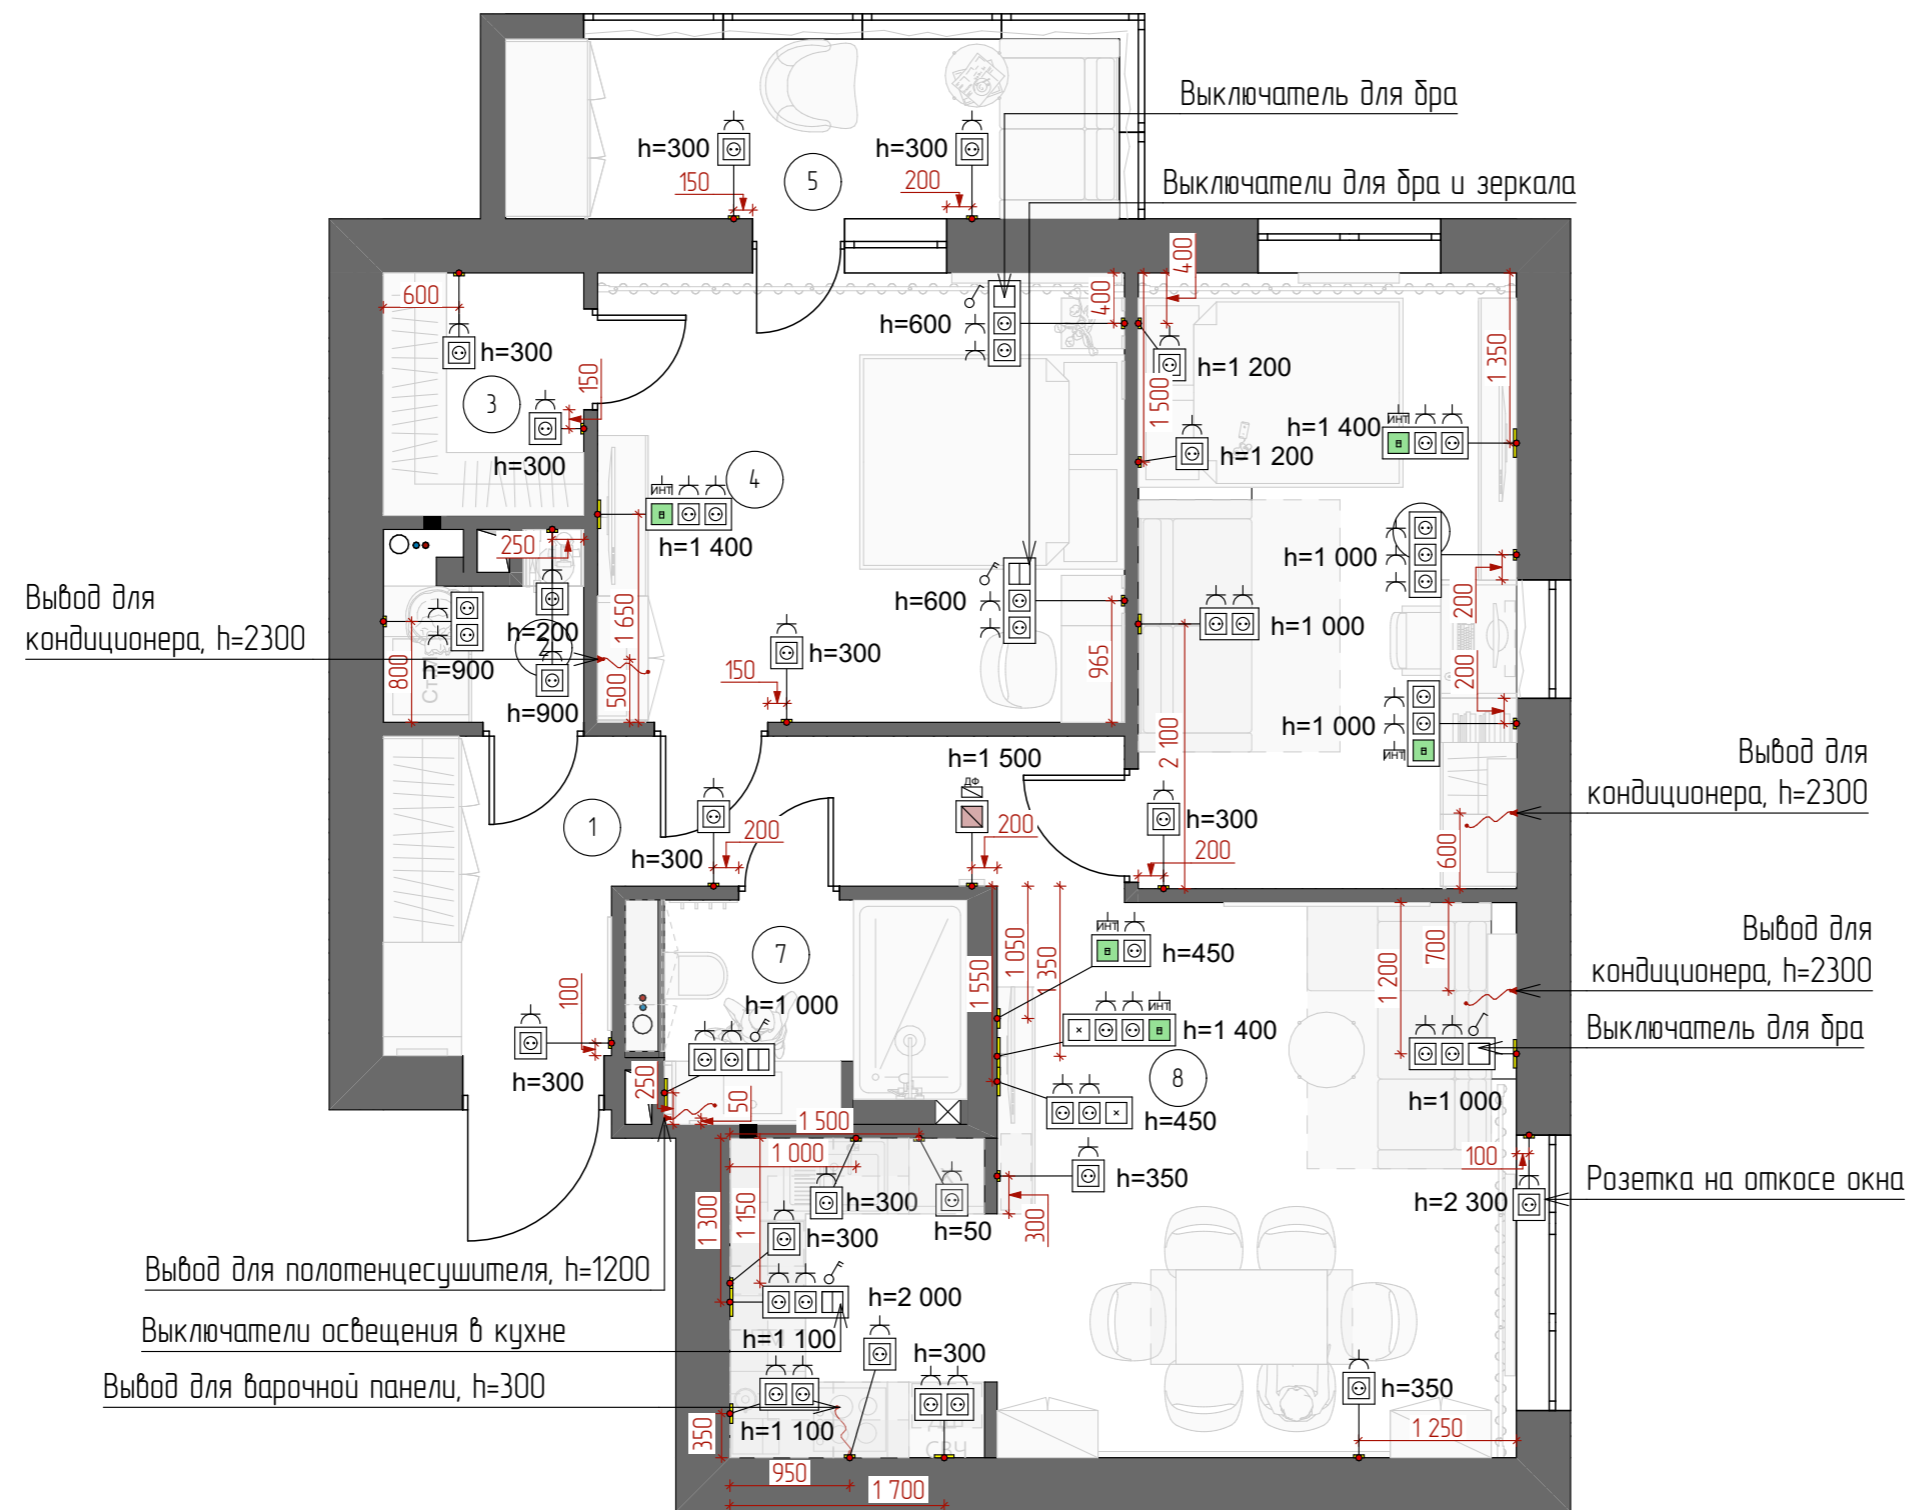 Выключатель для бра
h=300
h=300
150
5
200
Выключатели для бра и зеркала
400
400
600
h=600
h=300
150
h=1 200
1 350
1 500
3
ИНТ
h=1 400
h=300
h=1 200
4
ИНТ
h=1 400
250
h=1 000
Вывод для
кондиционера, h=2300
h=600
200
h=200
1 650
h=1 000
2
h=900
800
h=300
965
200
150
500
h=900
h=1 000
ИНТ
2 100
h=1 500
ДФ
Вывод для
кондиционера, h=2300
1
200
200
h=300
h=300
200
600
Вывод для
кондиционера, h=2300
7
ИНТ
h=450
1 050
1 350
1 550
700
1 200
100
h=1 000
ИНТ
h=1 400
Выключатель для бра
h=300
8
250
50
h=450
h=1 000
1 500
1 000
100
h=350
Розетка на откосе окна
h=300
h=50
h=2 300
300
1 300
1 150
h=300
Вывод для полотенцесушителя, h=1200
h=2 000
Выключатели освещения в кухне
h=1 100
h=300
Вывод для варочной панели, h=300
h=350
h=1 100
350
СВЧ
1 250
950
1 700